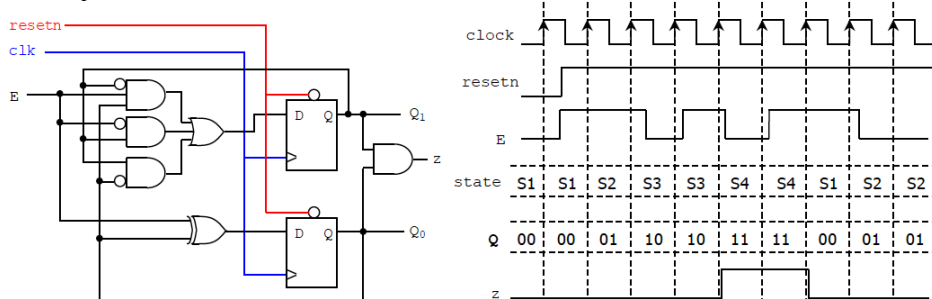 resetn
clk
E
D Q
Q1
z
D Q
Q0
clock
resetn
E
state S1 S1 S2 S3 S3 S4 S4 S1 S2 S2
Q 00 00 01 10 10 11 11 00 01 01
z